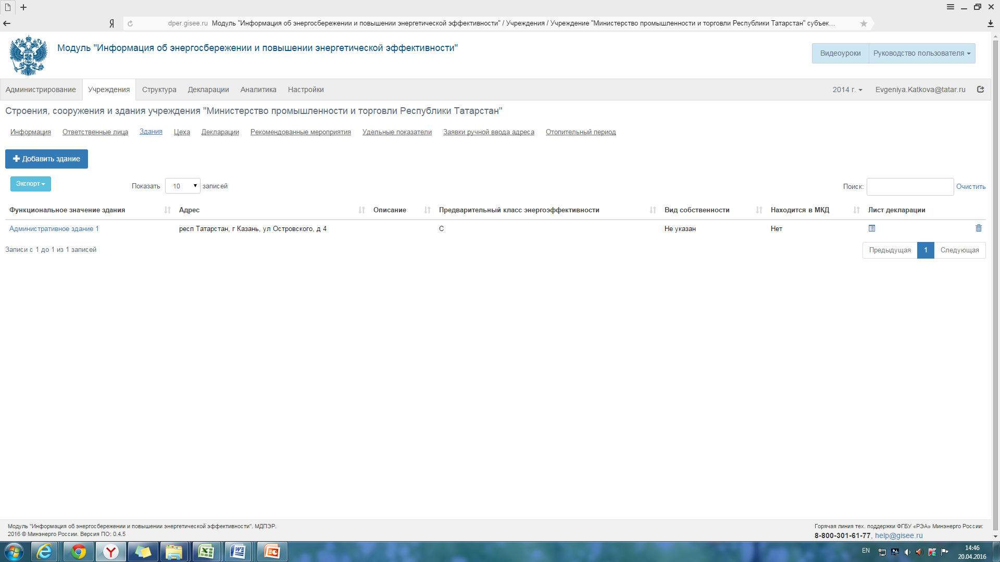 Я dper.gisee.ru Модуль "Информация об энергосбережении и повышении энергетической эффективности" / Учреждения / Учреждение "Министерство промышленности и торговли Республики Татарстан" субъек...
Модуль "Информация об энергосбережении и повышении энергетической эффективности"
Видеоуроки Руководство пользователя
Администрирование Учреждения Структура Декларации Аналитика Настройки 2014 г. Evgeniya.Katkova@tatar.ru
Строения, сооружения и здания учреждения "Министерство промышленности и торговли Республики Татарстан"
Информация Ответственные лица Здания Цеха Декларации Рекомендованные мероприятия Удельные показатели Заявки ручной ввода адреса Отопительный период
Добавить здание
Экспорт Показать 10 записей Поиск: Очистить
Функциональное значение здания Адрес Описание Предварительный класс энергоэффективности Вид собственности Находится в МКД Лист декларации
Административное здание 1 респ Татарстан, г Казань, ул Островского, д 4 C Не указан Нет
Записи с 1 до 1 из 1 записей Предыдущая 1 Следующая
Модуль "Информация об энергосбережении и повышении энергетической эффективности". МДПЭР.
2016 © Минэнерго России. Версия ПО: 0.4.5
Горячая линия тех. поддержки ФГБУ «РЭА» Минэнерго России:
8-800-301-61-77, help@gisee.ru
EN 14:46
20.04.2016